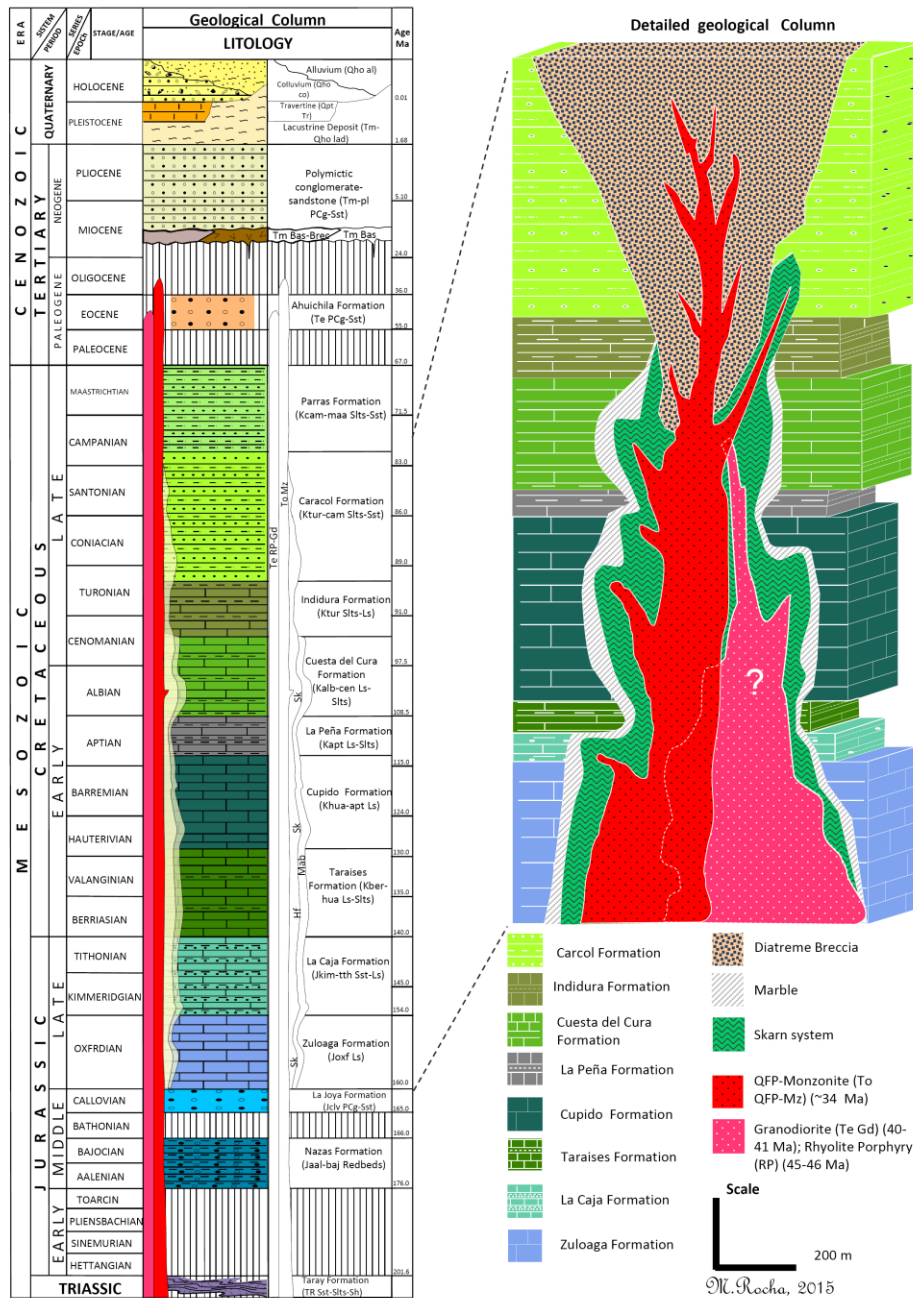 Geological Column
LITOLOGY
ERA
SISTEM
PERIOD
SERIES
EPOCh
STAGE/AGE
Age
Ma
CENOZOIC
QUATERNARY
TERTIARY
NEOGENE
PALEOGENE
HOLOCENE
PLEISTOCENE
PLIOCENE
MIOCENE
OLIGOCENE
EOCENE
PALEOCENE
Alluvium (Qho al)
Colluvium (Qho
co)
Travertine (Qpt
Tr)
Lacustrine Deposit (Tm-
Qho lad)
Polymictic
conglomerate-
sandstone (Tm-pl
PCg-Sst)
Tm Bas-Brec
Tm Bas
Ahuichila Formation
(Te PCg-Sst)
0.01
1.68
5.10
24.0
36.0
55.0
67.0
MESOZOIC
CRETACEOUS
LATE
EARLY
MAASTRICHTIAN
CAMPANIAN
SANTONIAN
CONIACIAN
TURONIAN
CENOMANIAN
ALBIAN
APTIAN
BARREMIAN
HAUTERIVIAN
VALANGINIAN
BERRIASIAN
Parras Formation
(Kcam-maa Slts-Sst)
Caracol Formation
(Ktur-cam Slts-Sst)
Indidura Formation
(Ktur Slts-Ls)
Cuesta del Cura
Formation
(Kalb-cen Ls-
Slts)
La Peña Formation
(Kapt Ls-Slts)
Cupido Formation
(Khua-apt Ls)
Taraises
Formation (Kber-
hua Ls-Slts)
To Mz
Te RP-Gd
Sk
Sk
Mab
Hf
Sk
71.5
83.0
86.0
89.0
91.0
97.5
108.5
115.0
124.0
130.0
135.0
140.0
JURASSIC
LATE
MIDDLE
EARLY
TITHONIAN
KIMMERIDGIAN
OXFRDIAN
CALLOVIAN
BATHONIAN
BAJOCIAN
AALENIAN
TOARCIN
PLIENSBACHIAN
SINEMURIAN
HETTANGIAN
TRIASSIC
La Caja Formation
(Jkim-tth Sst-Ls)
Zuloaga Formation
(Joxf Ls)
La Joya Formation
(Jclv PCg-Sst)
Nazas Formation
(Jaal-baj Redbeds)
Taray Formation
(TR Sst-Slts-Sh)
145.0
154.0
160.0
165.0
166.0
176.0
201.6
Detailed geological Column
?
Carcol Formation
Indidura Formation
Cuesta del Cura
Formation
La Peña Formation
Cupido Formation
Taraises Formation
La Caja Formation
Zuloaga Formation
Diatreme Breccia
Marble
Skarn system
QFP-Monzonite (To
QFP-Mz) (~34 Ma)
Granodiorite (Te Gd) (40-
41 Ma); Rhyolite Porphyry
(RP) (45-46 Ma)
Scale
200 m
M.Rocha, 2015